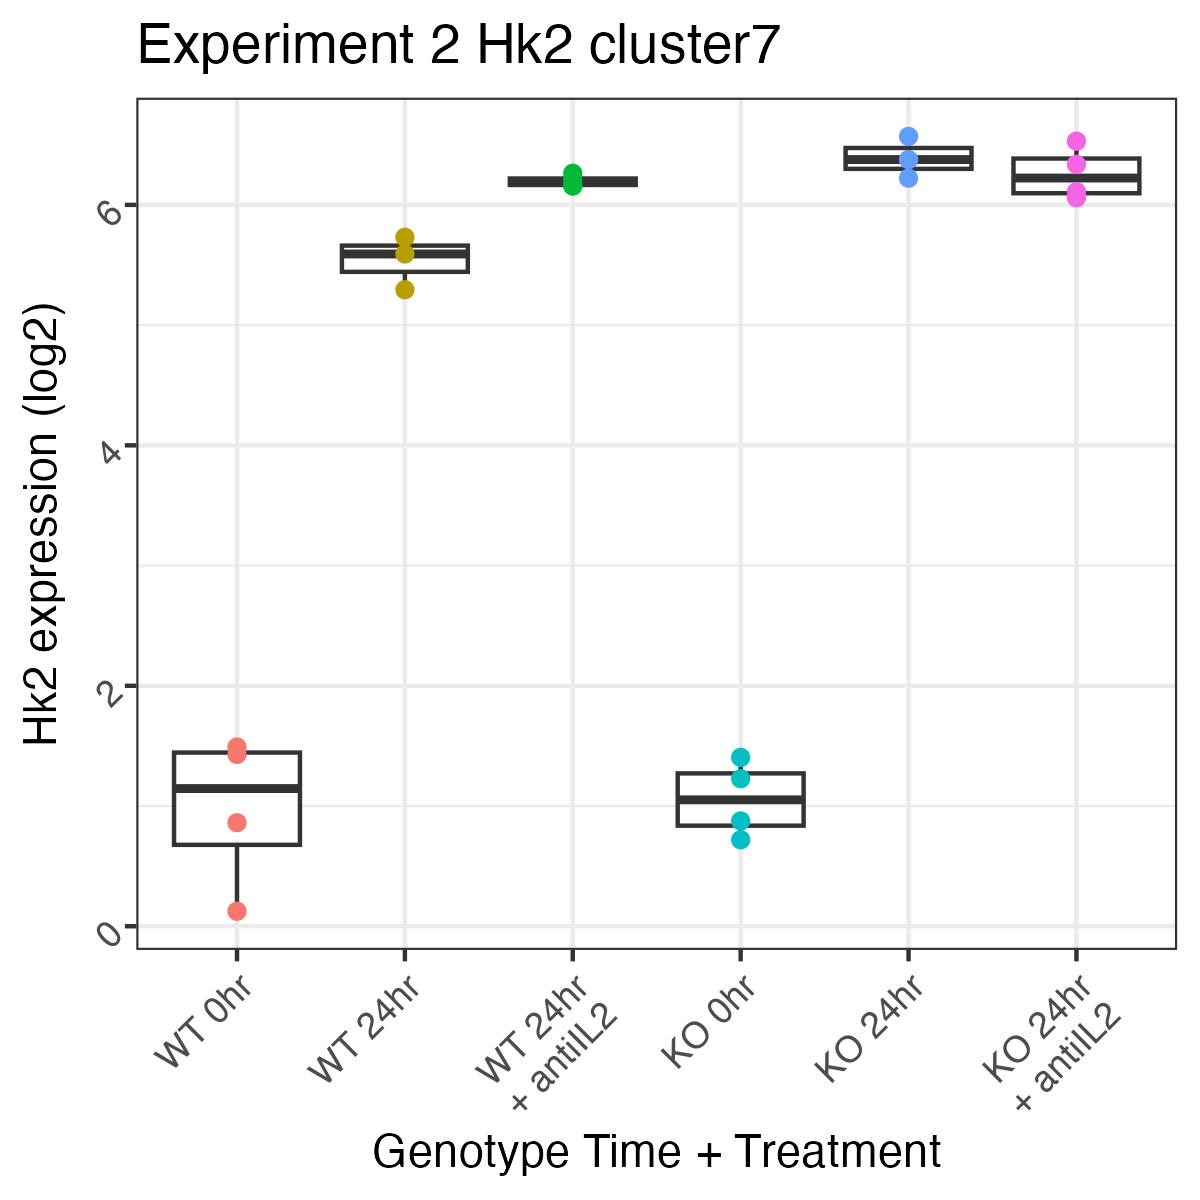 Experiment 2 Hk2 cluster7
Hk2 expression (log2)
6
4
2
0
WT 0hr
WT 24hr
WT 24hr
+ antiIL2
KO 0hr
KO 24hr
KO 24hr
+ antiIL2
Genotype Time + Treatment